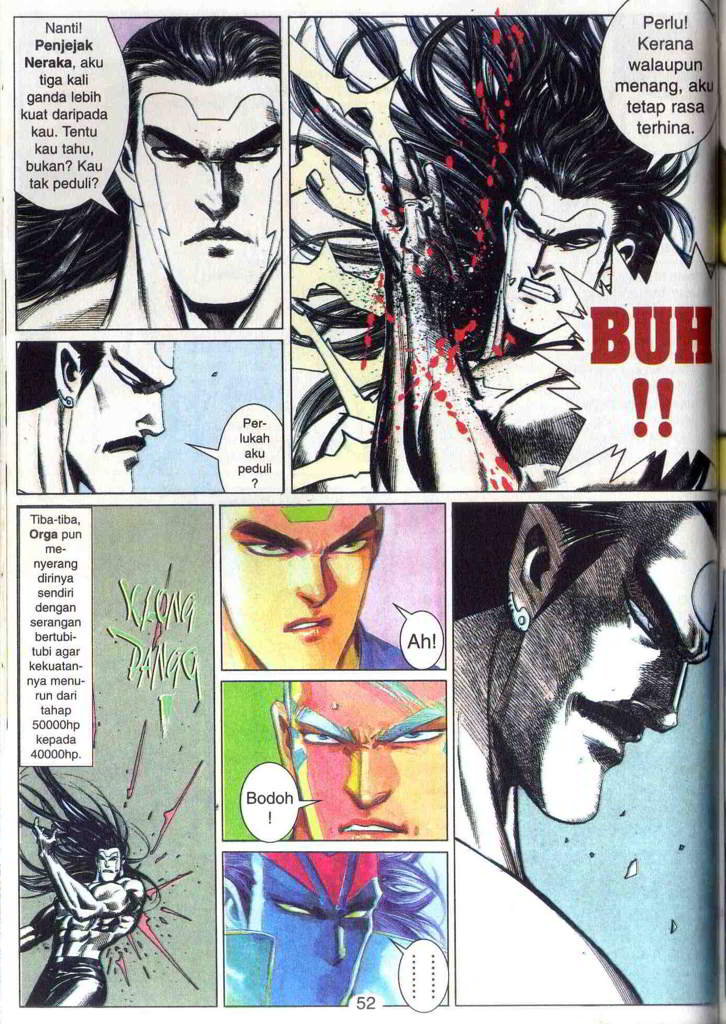 Nanti!
Penjejak
Neraka, aku
tiga kali
ganda lebih
kuat daripada
kau. Tentu
kau tahu,
bukan? Kau
tak peduli?
Perlu!
Kerana
walaupun
menang, aku
tetap rasa
terhina.
BUH
!!
Per-
lukah
aku
peduli
?
Tiba-tiba,
Orga pun
me-
nyerang
dirinya
sendiri
dengan
serangan
bertubi-
tubi agar
kekuatan-
nya menu-
run dari
tahap
50000hp
kepada
40000hp.
KLONG
DANGG
!
Ah!
Bodoh
!
52